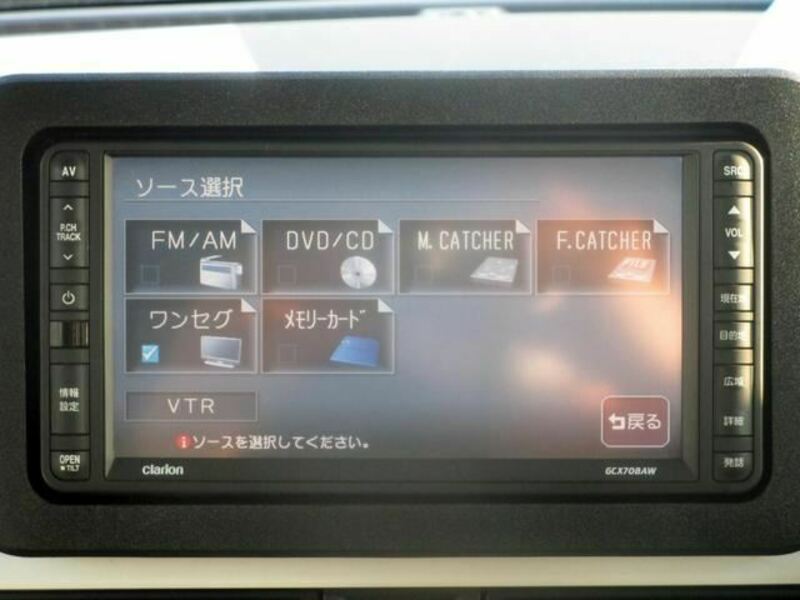 AV
P.CH
TRACK
情報
設定
OPEN
TILT
ソース選択
FM/AM
DVD/CD
M. CATCHER
F.CATCHER
ワンセグ
ﾒﾓﾘｰｶｰﾄﾞ
VTR
ソースを選択してください。
戻る
clarion
GCX708AW
SRC
VOL
現在地
目的地
広域
詳細
発話